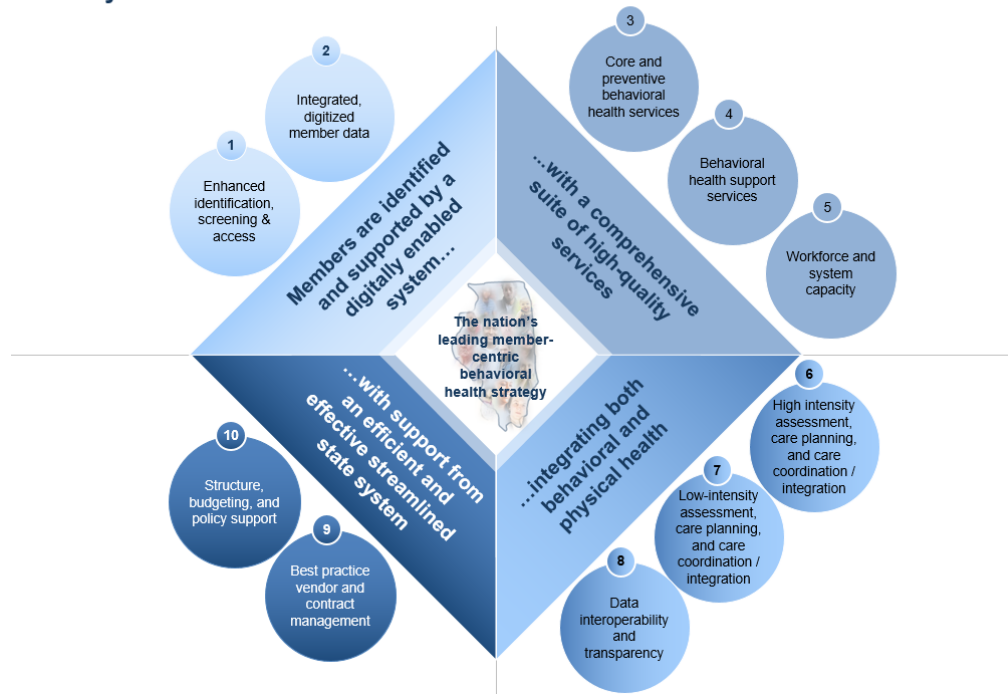 1
Enhanced
identification,
screening &
access
2
Integrated,
digitized
member data
Members are identified
and supported by a
digitally enabled
system…
3
Core and
preventive
behavioral
health services
4
Behavioral
health support
services
5
Workforce and
system
capacity
…with a comprehensive
suite of high-quality
services
The nation's
leading member-
centric
behavioral
health strategy
6
High intensity
assessment,
care planning,
and care
coordination /
integration
7
Low-intensity
assessment,
care planning,
and care
coordination /
integration
8
Data
interoperability
and
transparency
…integrating both
behavioral and
physical health
9
Best practice
vendor and
contract
management
10
Structure,
budgeting, and
policy support
…with support from
an efficient and
effective streamlined
state system